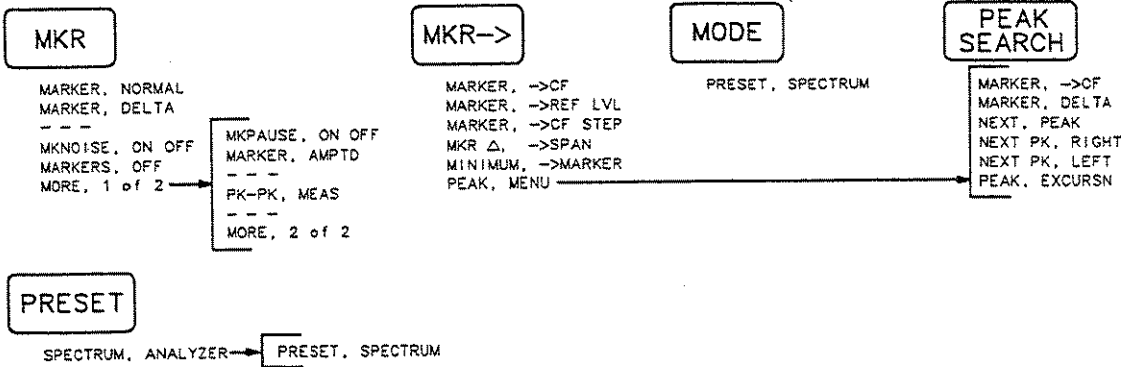 MKR
MARKER, NORMAL
MARKER, DELTA
- - -
MKNOISE, ON OFF
MARKERS, OFF
MORE, 1 of 2
MKPAUSE, ON OFF
MARKER, AMPTD
- - -
PK-PK, MEAS
- - -
MORE, 2 of 2
MKR->
MARKER, ->CF
MARKER, ->REF LVL
MARKER, ->CF STEP
MKR △, ->SPAN
MINIMUM, ->MARKER
PEAK, MENU
MODE
PRESET, SPECTRUM
PEAK
SEARCH
MARKER, ->CF
MARKER, DELTA
NEXT, PEAK
NEXT PK, RIGHT
NEXT PK, LEFT
PEAK, EXCURSN
PRESET
SPECTRUM, ANALYZER
PRESET, SPECTRUM